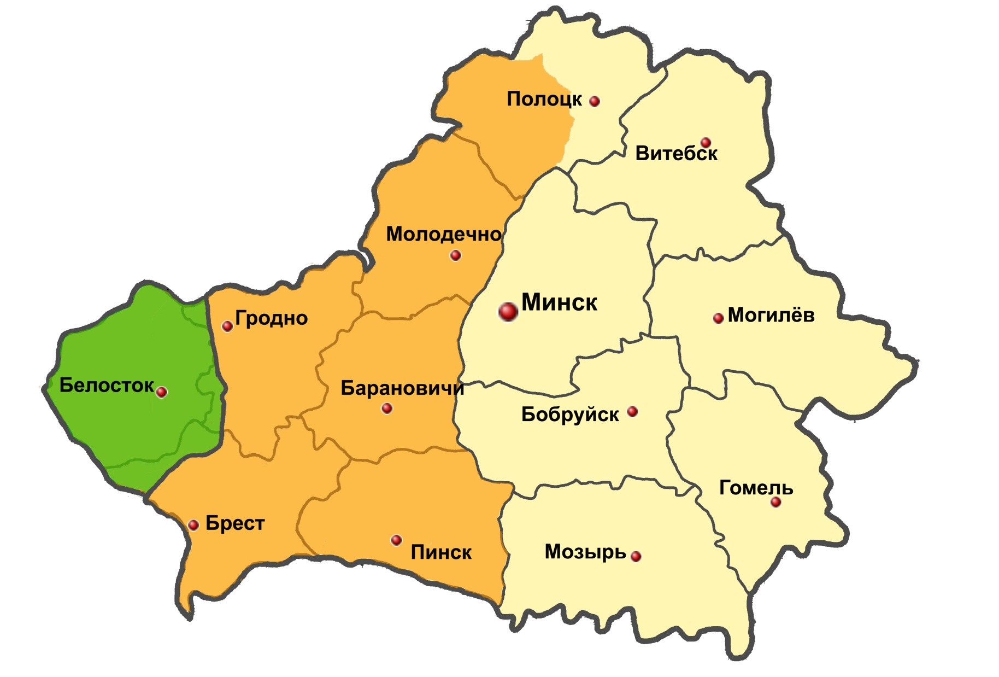 Полоцк
Витебск
Молодечно
Минск
Могилёв
Гродно
Белосток
Барановичи
Бобруйск
Гомель
Брест
Пинск
Мозырь